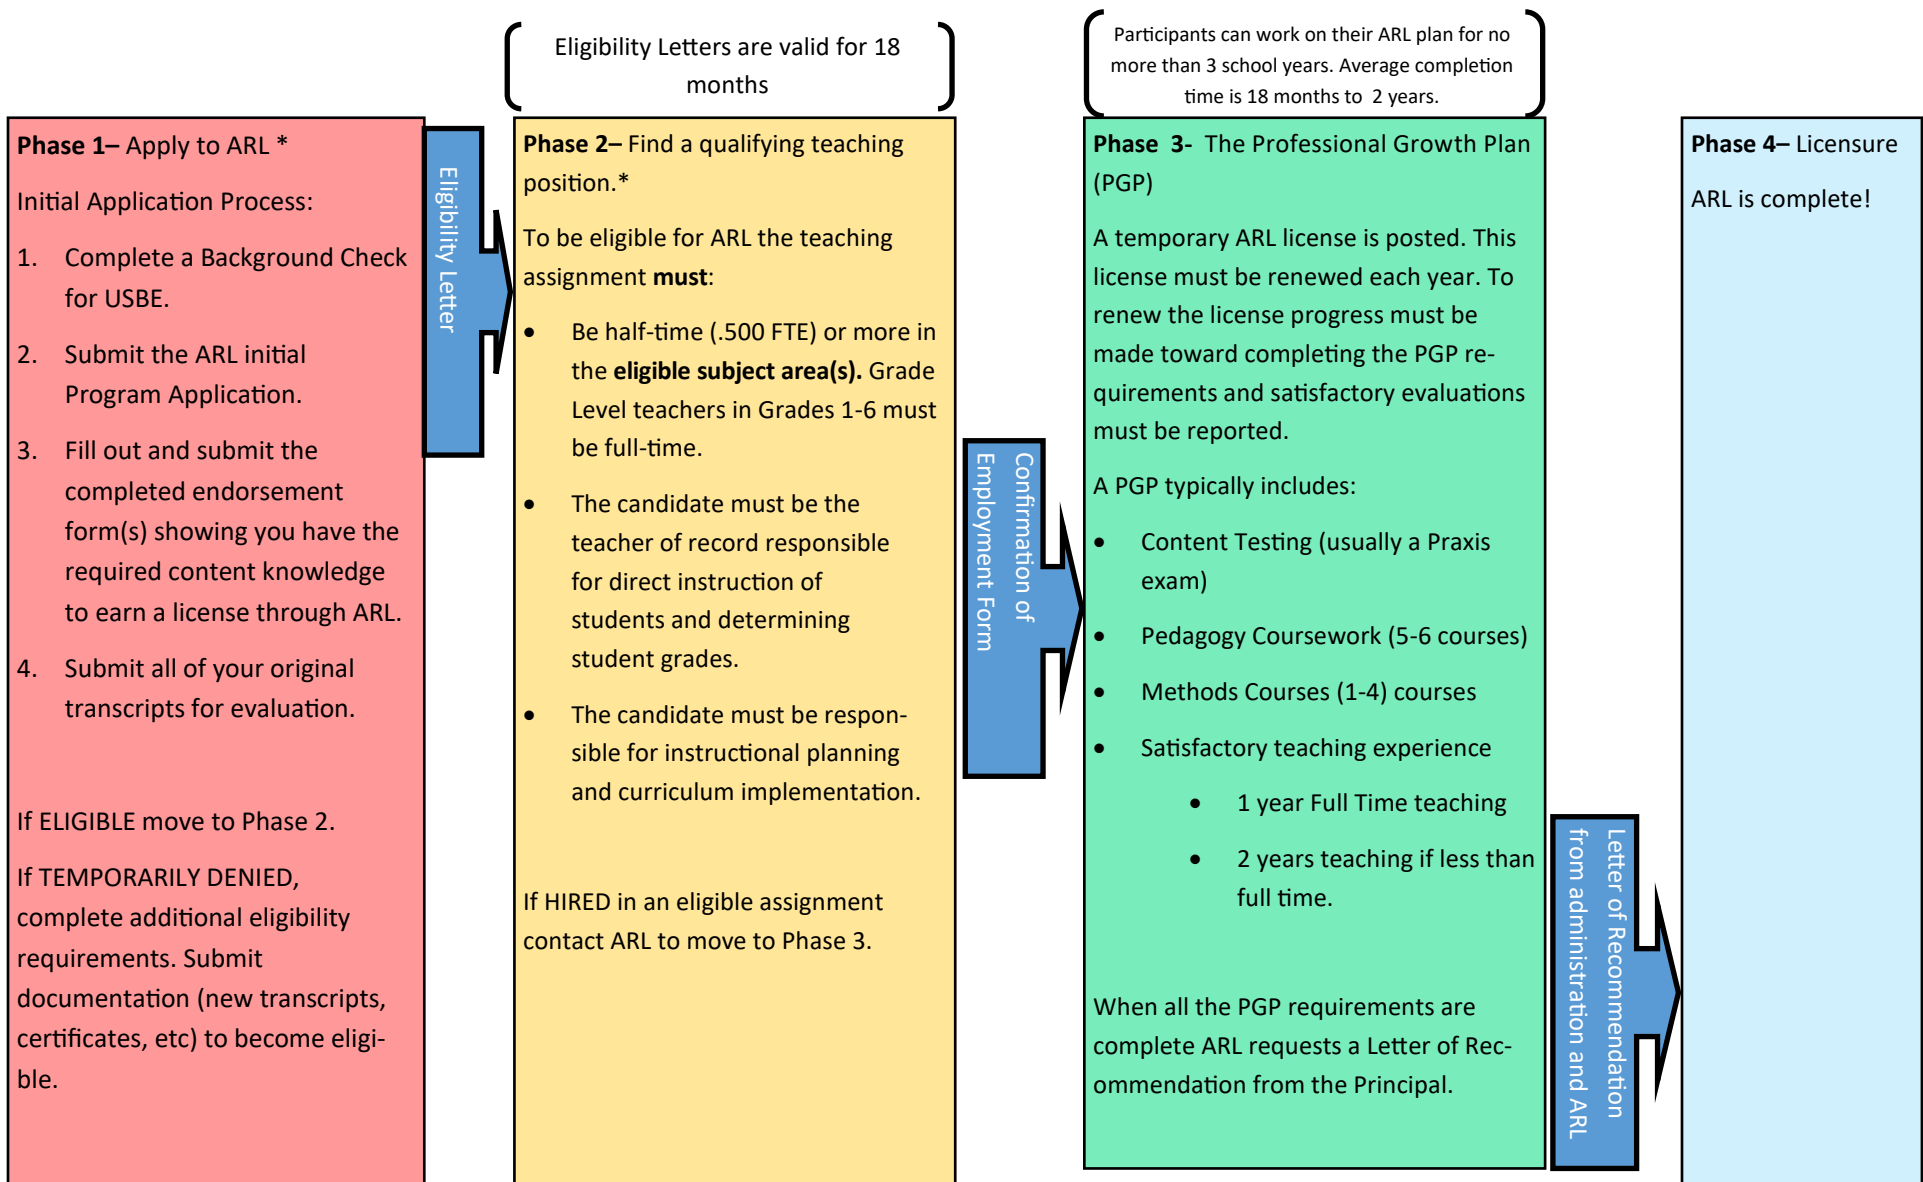 Eligibility Letters are valid for 18
months
Participants can work on their ARL plan for no
more than 3 school years. Average completion
time is 18 months to  2 years.
Phase 1– Apply to ARL *
Initial Application Process:
1. Complete a Background Check
for USBE.
2. Submit the ARL initial
Program Application.
3. Fill out and submit the
completed endorsement
form(s) showing you have the
required content knowledge
to earn a license through ARL.
4. Submit all of your original
transcripts for evaluation.
If ELIGIBLE move to Phase 2.
If TEMPORARILY DENIED,
complete additional eligibility
requirements. Submit
documentation (new transcripts,
certificates, etc) to become eligi-
ble.
Eligibility Letter
Phase 2– Find a qualifying teaching
position.*
To be eligible for ARL the teaching
assignment must:
• Be half-time (.500 FTE) or more in
the eligible subject area(s). Grade
Level teachers in Grades 1-6 must
be full-time.
• The candidate must be the
teacher of record responsible
for direct instruction of
students and determining
student grades.
• The candidate must be respon-
sible for instructional planning
and curriculum implementation.
If HIRED in an eligible assignment
contact ARL to move to Phase 3.
Confirmation of
Employment Form
Phase  3-  The Professional Growth Plan
(PGP)
A temporary ARL license is posted. This
license must be renewed each year. To
renew the license progress must be
made toward completing the PGP re-
quirements and satisfactory evaluations
must be reported.
A PGP typically includes:
• Content Testing (usually a Praxis
exam)
• Pedagogy Coursework (5-6 courses)
• Methods Courses (1-4) courses
• Satisfactory teaching experience
• 1 year Full Time teaching
• 2 years teaching if less than
full time.
When all the PGP requirements are
complete ARL requests a Letter of Rec-
ommendation from the Principal.
Letter of Recommendation
from administration and ARL
Phase 4– Licensure
ARL is complete!